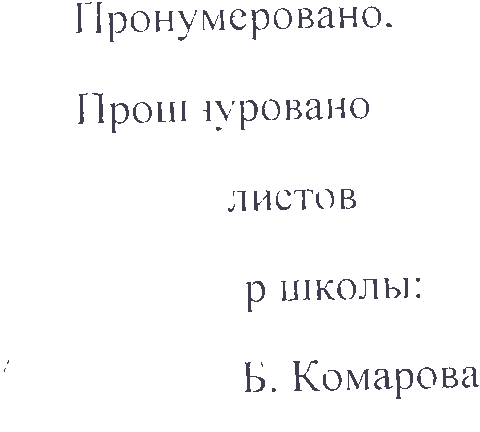 Пронумеровано.
Прошнуровано
листов
р школы:
Б. Комарова